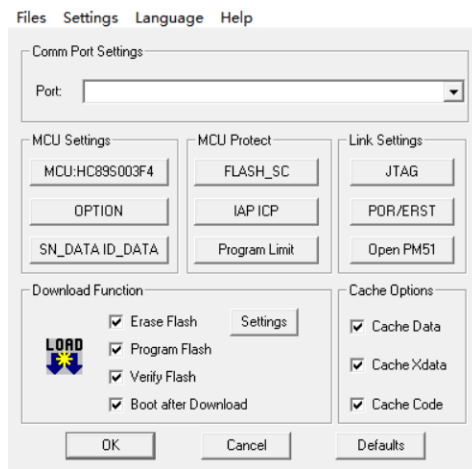 Files Settings Language Help
Comm Port Settings
Port:
MCU Settings MCU Protect Link Settings
MCU:HC89S003F4 FLASH_SC JTAG
OPTION IAP ICP POR/ERST
SN_DATA ID_DATA Program Limit Open PM51
Download Function Cache Options
Erase Flash Settings Cache Data
LOAD Program Flash
Verify Flash Cache Xdata
Boot after Download Cache Code
OK Cancel Defaults